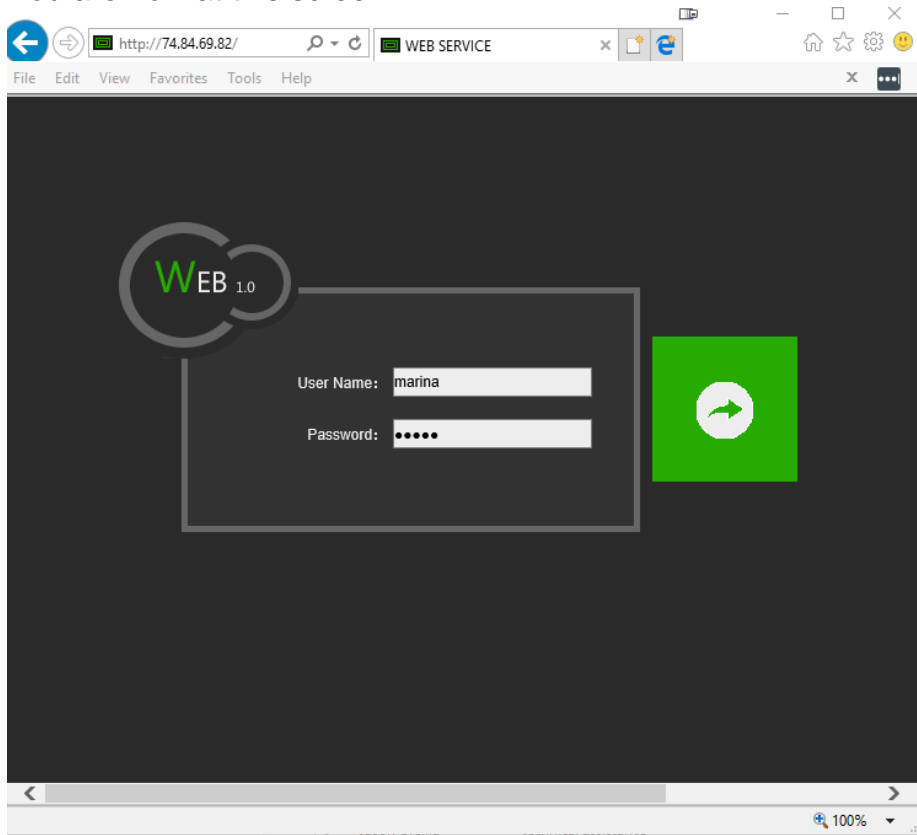 http://74.84.69.82/
WEB SERVICE
File Edit View Favorites Tools Help
WEB 1.0
User Name:
marina
Password:
100%